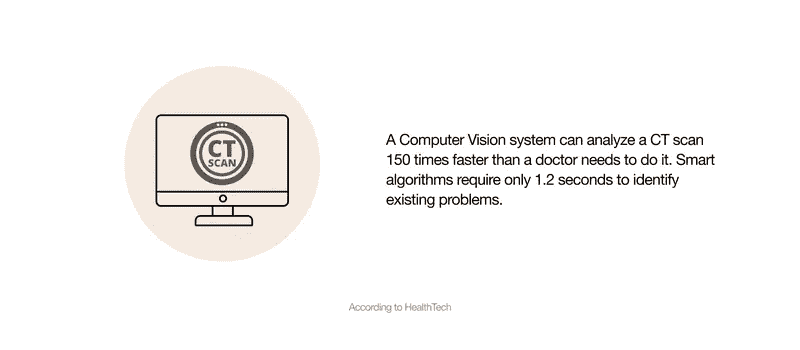 CT
SCAN
A Computer Vision system can analyze a CT scan
150 times faster than a doctor needs to do it. Smart
algorithms require only 1.2 seconds to identify
existing problems.
According to HealthTech